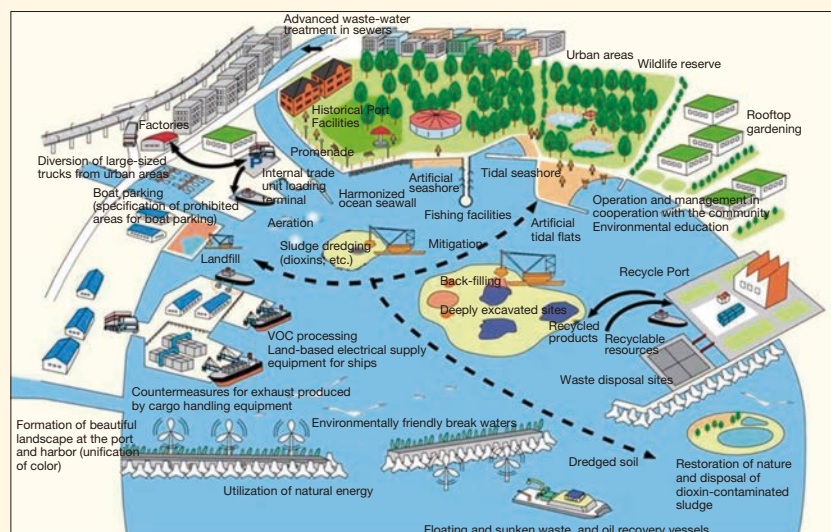 Advanced waste-water
treatment in sewers
Urban areas
Wildlife reserve
Historical Port
Facilities
Rooftop
gardening
Factories
Promenade
Diversion of large-sized
trucks from urban areas
P
Internal trade
unit loading
terminal
Artificial
seashore
Tidal seashore
Boat parking
(specification of prohibited
areas for boat parking)
Harmonized
ocean seawall
Fishing facilities
Artificial
tidal flats
Operation and management in
cooperation with the community
Environmental education
Aeration
Sludge dredging
(dioxins, etc.)
Mitigation
Landfill
Back-filling
Recycle Port
Deeply excavated sites
Recycled
products
Recyclable
resources
VOC processing
Land-based electrical supply
equipment for ships
Waste disposal sites
Countermeasures for exhaust produced
by cargo handling equipment
Formation of beautiful
landscape at the port
and harbor (unification
of color)
Environmentally friendly break waters
Utilization of natural energy
Dredged soil
Restoration of nature
and disposal of
dioxin-contaminated
sludge
Floating and sunken waste, and oil recovery vessels